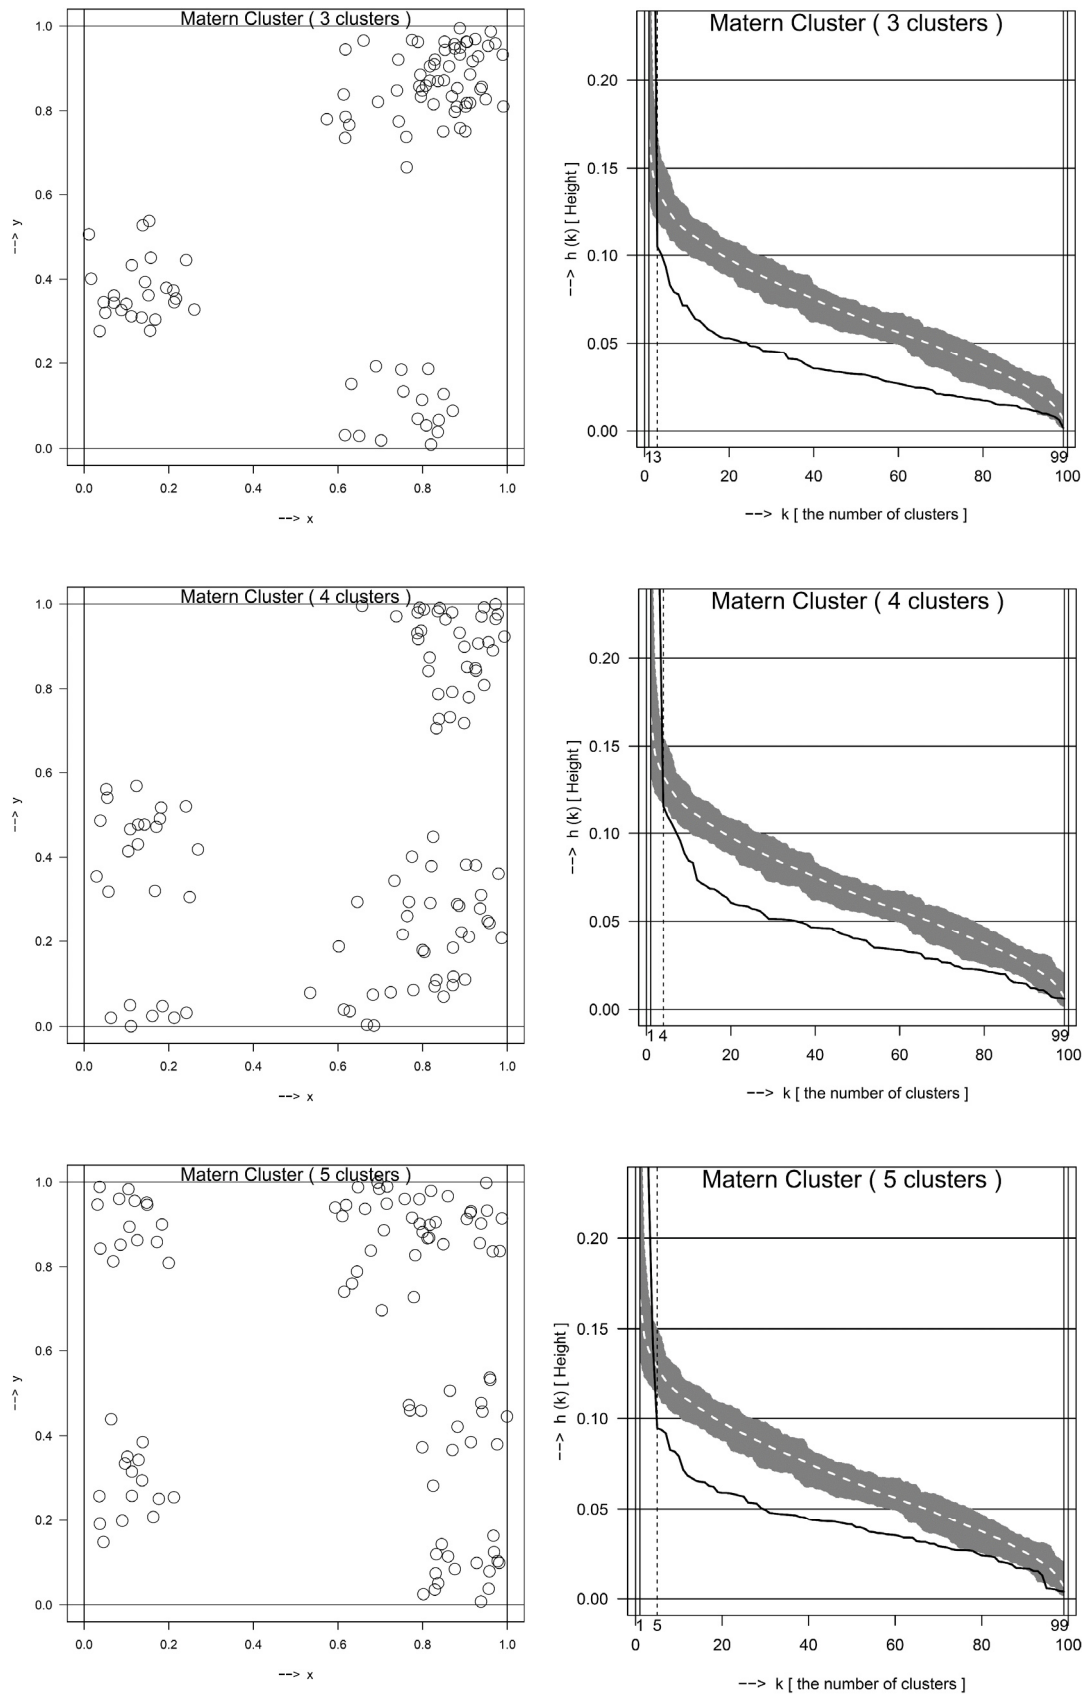 Matern Cluster ( 3 clusters )
1.0
0.8
0.6
0.4
0.2
0.0
--> y
0.0 0.2 0.4 0.6 0.8 1.0
--> x
Matern Cluster ( 3 clusters )
0.20
0.15
0.10
0.05
0.00
--> h (k) [ Height ]
13 99
0 20 40 60 80 100
--> k [ the number of clusters ]
Matern Cluster ( 4 clusters )
1.0
0.8
0.6
0.4
0.2
0.0
--> y
0.0 0.2 0.4 0.6 0.8 1.0
--> x
Matern Cluster ( 4 clusters )
0.20
0.15
0.10
0.05
0.00
--> h (k) [ Height ]
1 4 99
0 20 40 60 80 100
--> k [ the number of clusters ]
Matern Cluster ( 5 clusters )
1.0
0.8
0.6
0.4
0.2
0.0
--> y
0.0 0.2 0.4 0.6 0.8 1.0
--> x
Matern Cluster ( 5 clusters )
0.20
0.15
0.10
0.05
0.00
--> h (k) [ Height ]
1 5 99
0 20 40 60 80 100
--> k [ the number of clusters ]